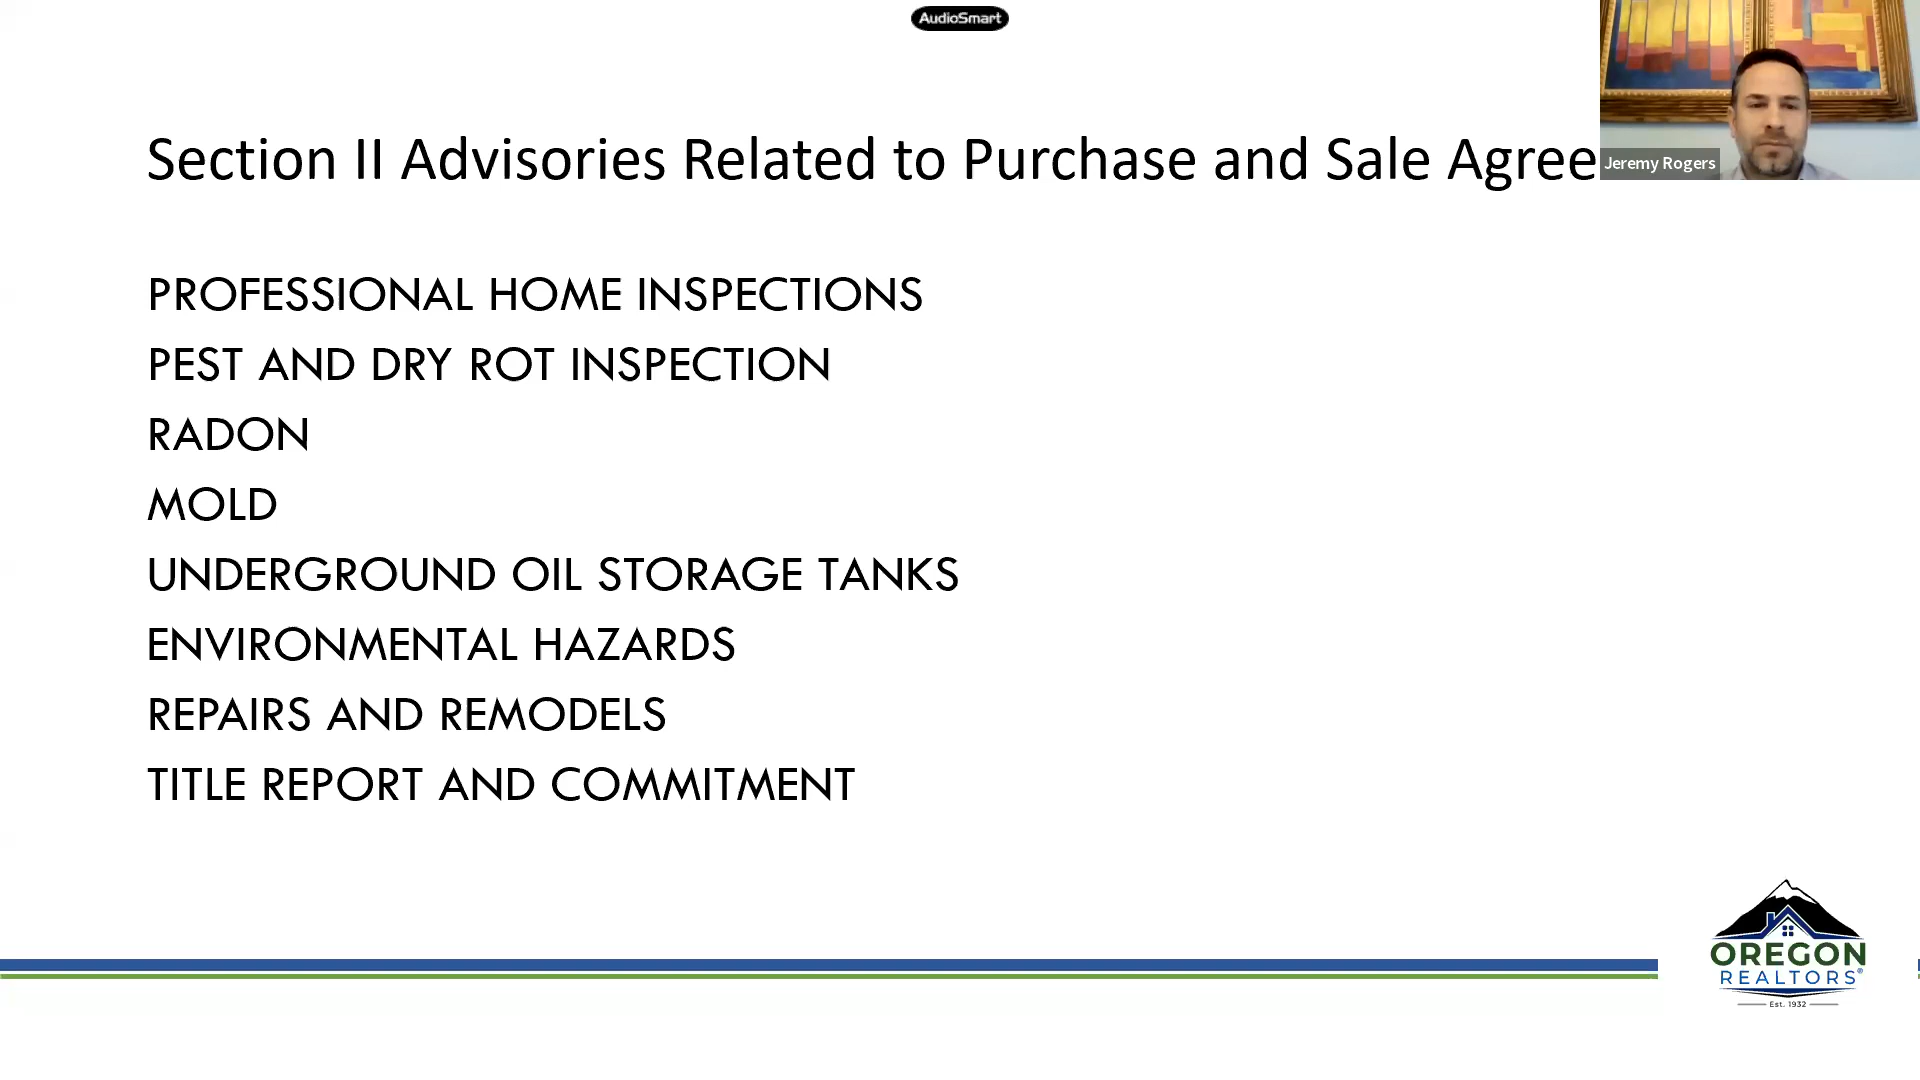 AudioSmart
Section II Advisories Related to Purchase and Sale Agree
Jeremy Rogers
PROFESSIONAL HOME INSPECTIONS
PEST AND DRY ROT INSPECTION
RADON
MOLD
UNDERGROUND OIL STORAGE TANKS
ENVIRONMENTAL HAZARDS
REPAIRS AND REMODELS
TITLE REPORT AND COMMITMENT
OREGON
REALTORS®
Est. 1932